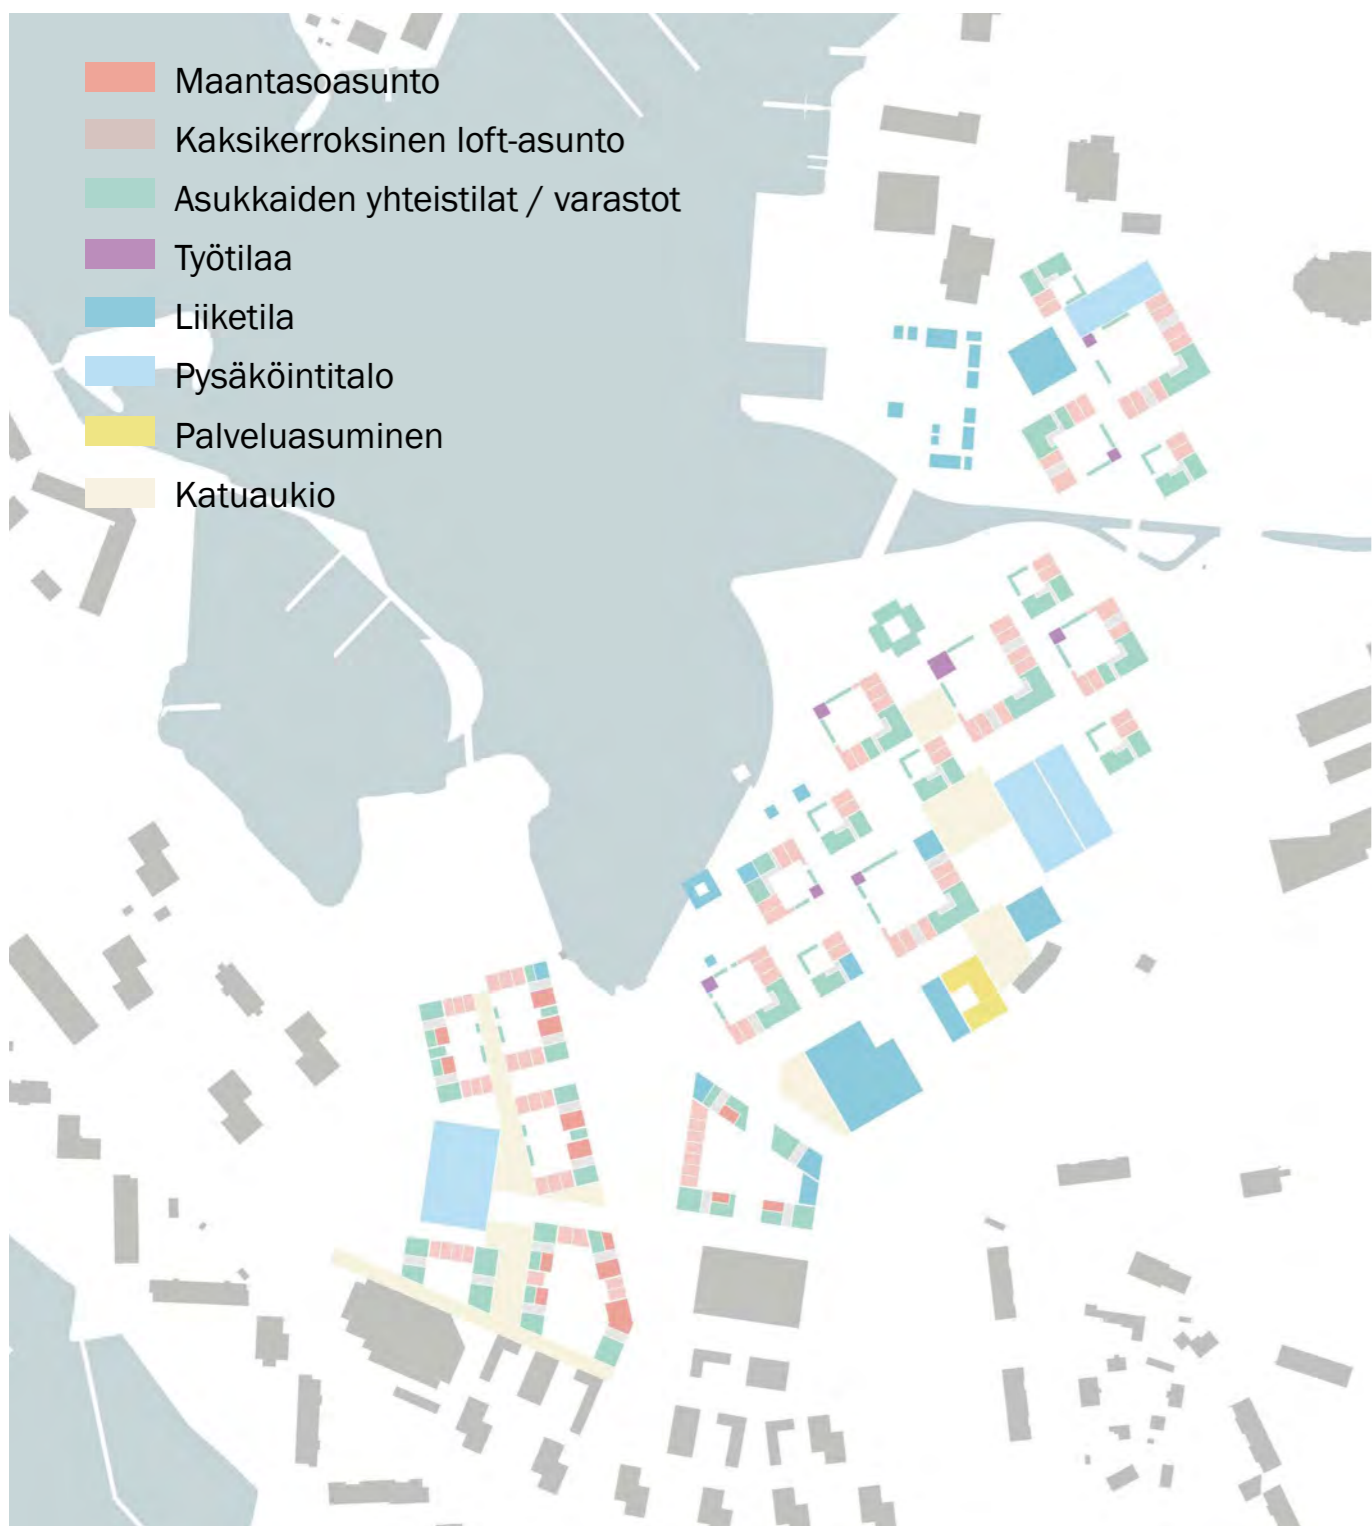 Maantasoasunto
Kaksikerroksinen loft-asunto
Asukkaiden yhteistilat / varastot
Työtilaa
Liiketila
Pysäköintitalo
Palveluasuminen
Katuaukio